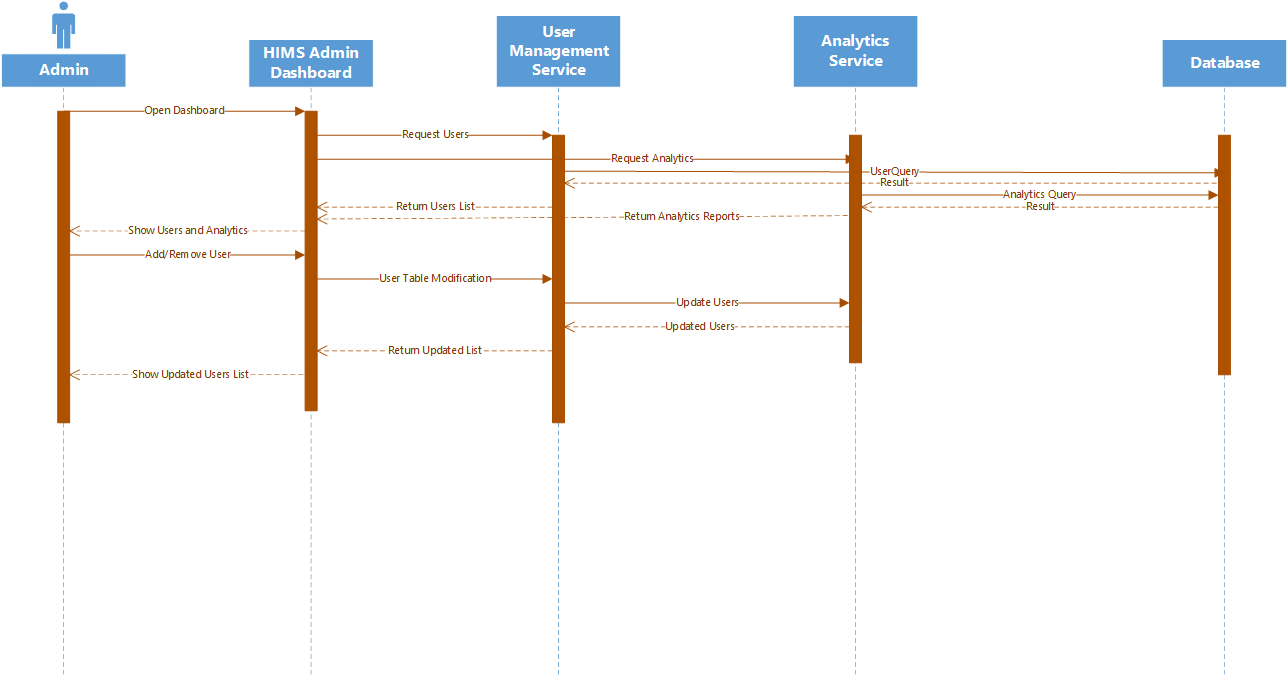 Admin
HIMS Admin
Dashboard
User
Management
Service
Analytics
Service
Database
Open Dashboard
Request Users
Request Analytics
UserQuery
Result
Analytics Query
Return Users List
Result
Return Analytics Reports
Show Users and Analytics
Add/Remove User
User Table Modification
Update Users
Updated Users
Return Updated List
Show Updated Users List